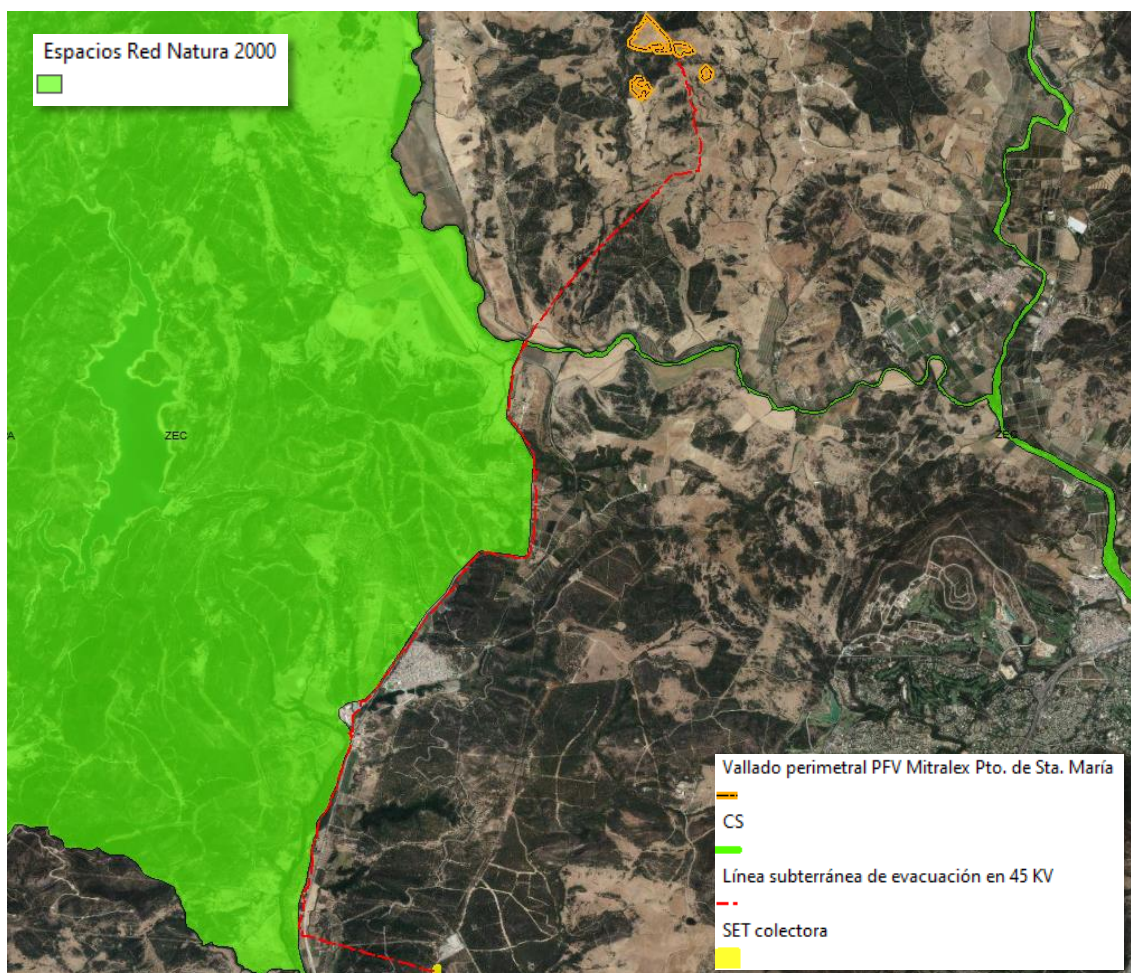 Espacios Red Natura 2000
PA
ZEC
ZEC
Vallado perimetral PFV Mitralex Pto. de Sta. María
CS
Línea subterránea de evacuación en 45 KV
SET colectora